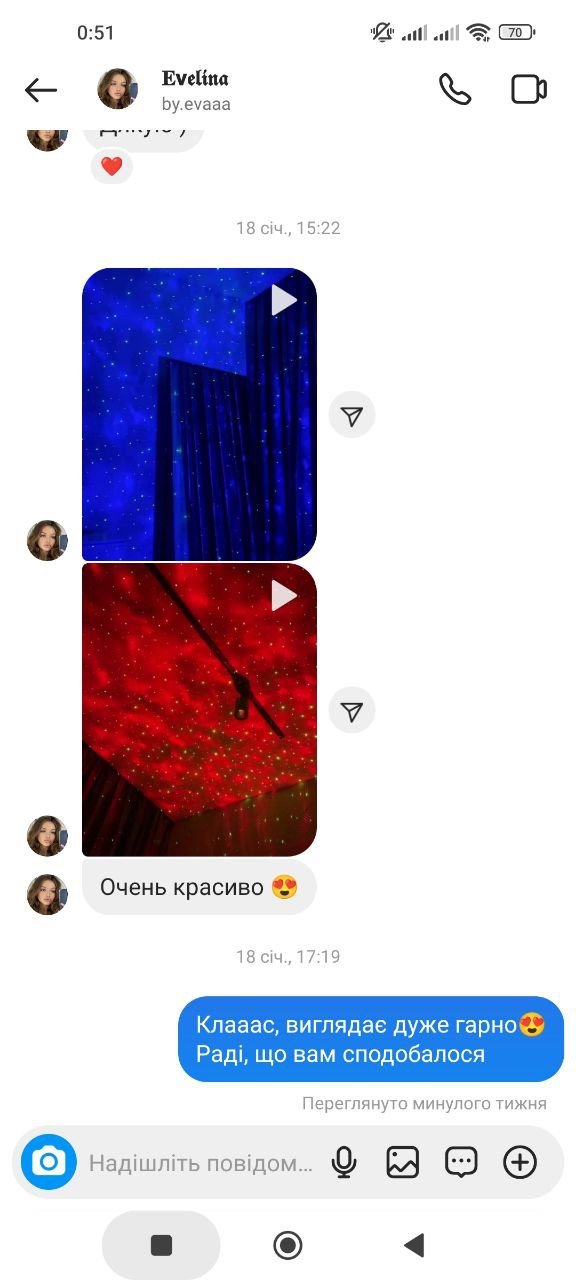 0:51
70
𝕰𝖛𝖊𝖑𝖎𝖓𝖆
by.evaaa
Дякую )
18 січ., 15:22
Очень красиво 😍
18 січ., 17:19
Клааас, виглядає дуже гарно😍
Раді, що вам сподобалося
Переглянуто минулого тижня
Надішліть повідом...